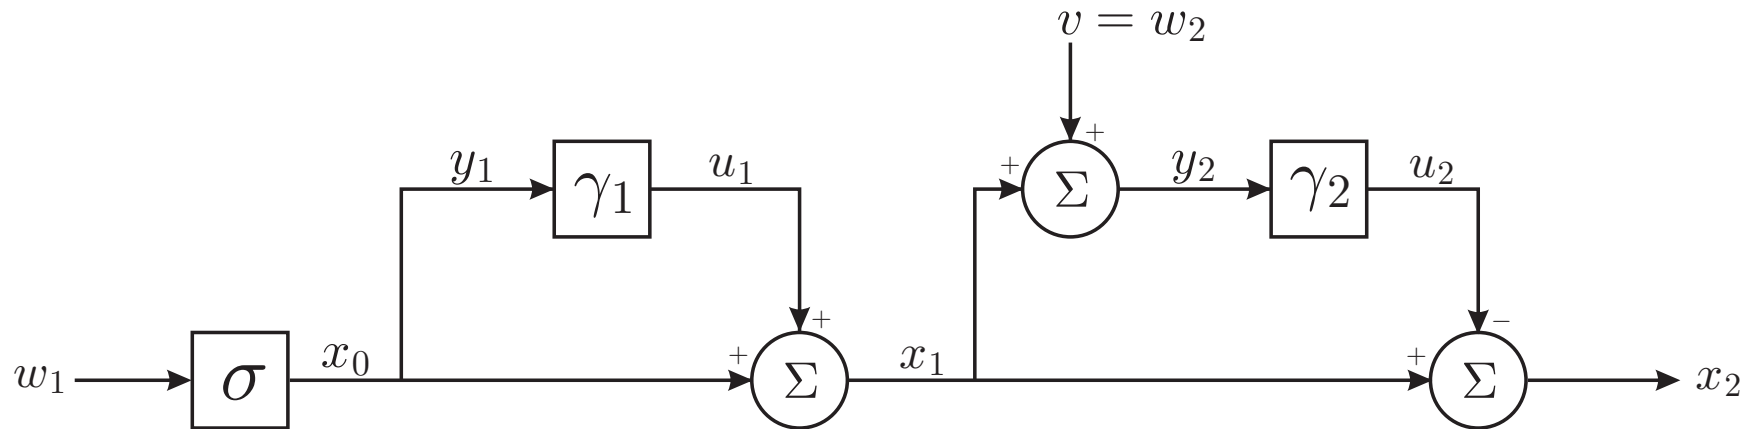 v = w₂
y₁
γ₁
u₁
+
+
+
Σ
y₂
γ₂
u₂
−
w₁
σ
x₀
+
Σ
x₁
+
Σ
x₂